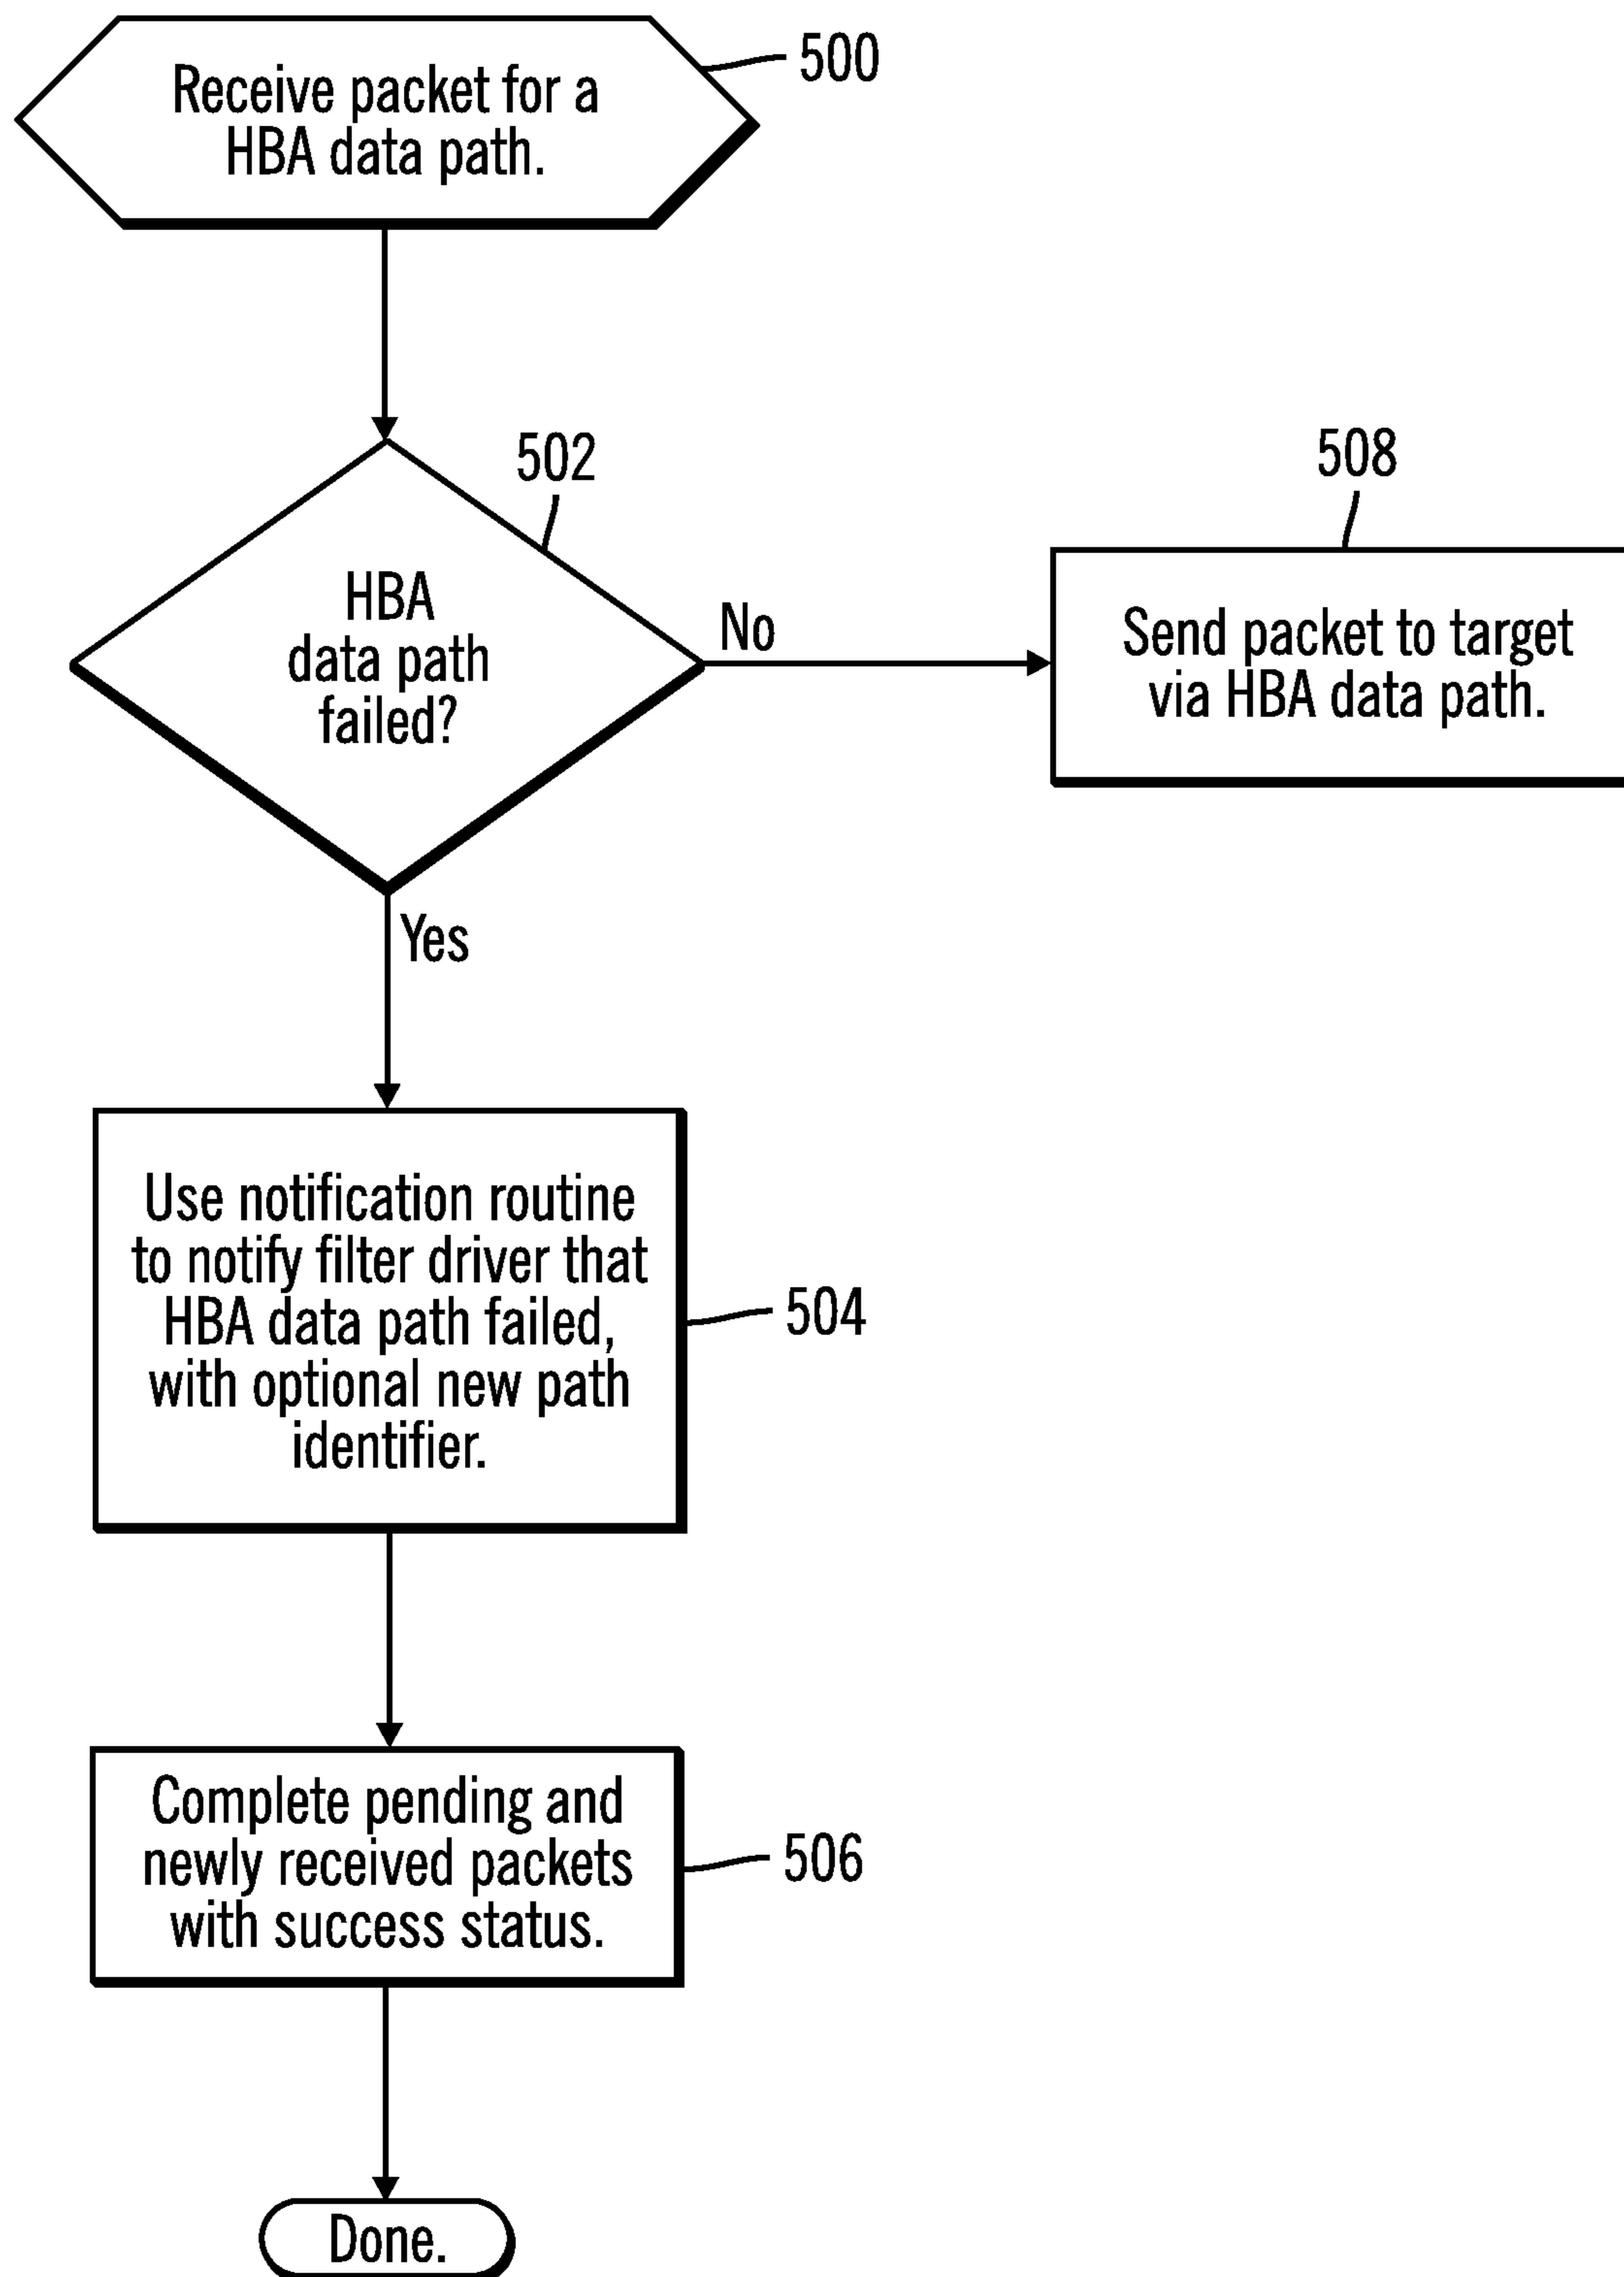 Receive packet for a
HBA data path.
500
502
HBA
data path
failed?
No
508
Send packet to target
via HBA data path.
Yes
Use notification routine
to notify filter driver that
HBA data path failed,
with optional new path
identifier.
504
Complete pending and
newly received packets
with success status.
506
Done.